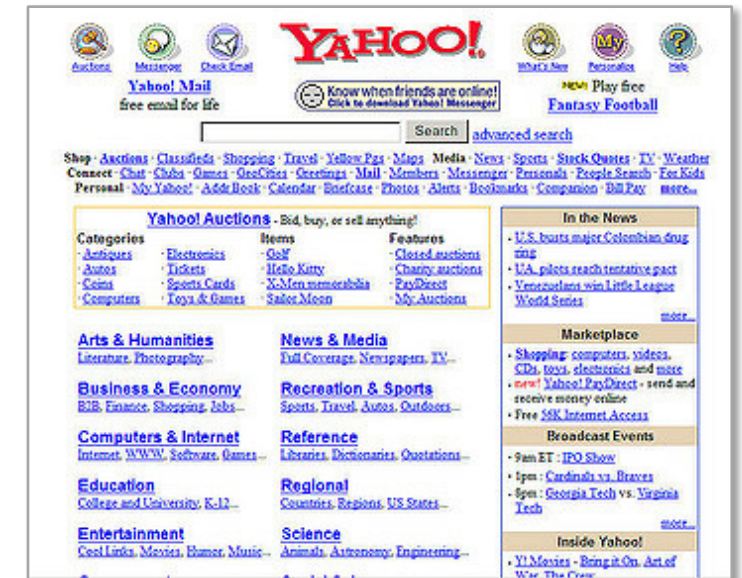 YAHOO!
Auctions Messenger Check Email What's New Personalize Help
My
Yahoo! Mail
free email for life
Know when friends are online!
Click to download Yahoo! Messenger
NEW! Play free
Fantasy Football
Search advanced search
Shop - Auctions · Classifieds · Shopping · Travel · Yellow Pgs · Maps Media · News · Sports · Stock Quotes · TV · Weather
Connect · Chat · Clubs · Games · GeoCities · Greetings · Mail · Members · Messenger · Personals · People Search · For Kids
Personal · My Yahoo! · Addr Book · Calendar · Briefcase · Photos · Alerts · Bookmarks · Companion · Bill Pay more...
Yahoo! Auctions - Bid, buy, or sell anything!
Categories Items Features
· Antiques · Electronics · Golf · Closed auctions
· Autos · Tickets · Hello Kitty · Charity auctions
· Coins · Sports Cards · X-Men memorabilia · PayDirect
· Computers · Toys & Games · Sailor Moon · My Auctions
Arts & Humanities
Literature, Photography...
News & Media
Full Coverage, Newspapers, TV...
Business & Economy
B2B, Finance, Shopping, Jobs...
Recreation & Sports
Sports, Travel, Autos, Outdoors...
Computers & Internet
Internet, WWW, Software, Games...
Reference
Libraries, Dictionaries, Quotations...
Education
College and University, K-12...
Regional
Countries, Regions, US States...
Entertainment
Cool Links, Movies, Humor, Music...
Science
Animals, Astronomy, Engineering...
In the News
· U.S. busts major Colombian drug
ring
· UA, pilots reach tentative pact
· Venezuelans win Little League
World Series
more...
Marketplace
· Shopping: computers, videos,
CDs, toys, electronics and more
· new! Yahoo! PayDirect - send and
receive money online
· Free 56K Internet Access
Broadcast Events
· 9am ET : IPO Show
· 1pm : Cardinals vs. Braves
· 8pm : Georgia Tech vs. Virginia
Tech
more...
Inside Yahoo!
· Y! Movies - Bring it On, Art of
War, The Crew